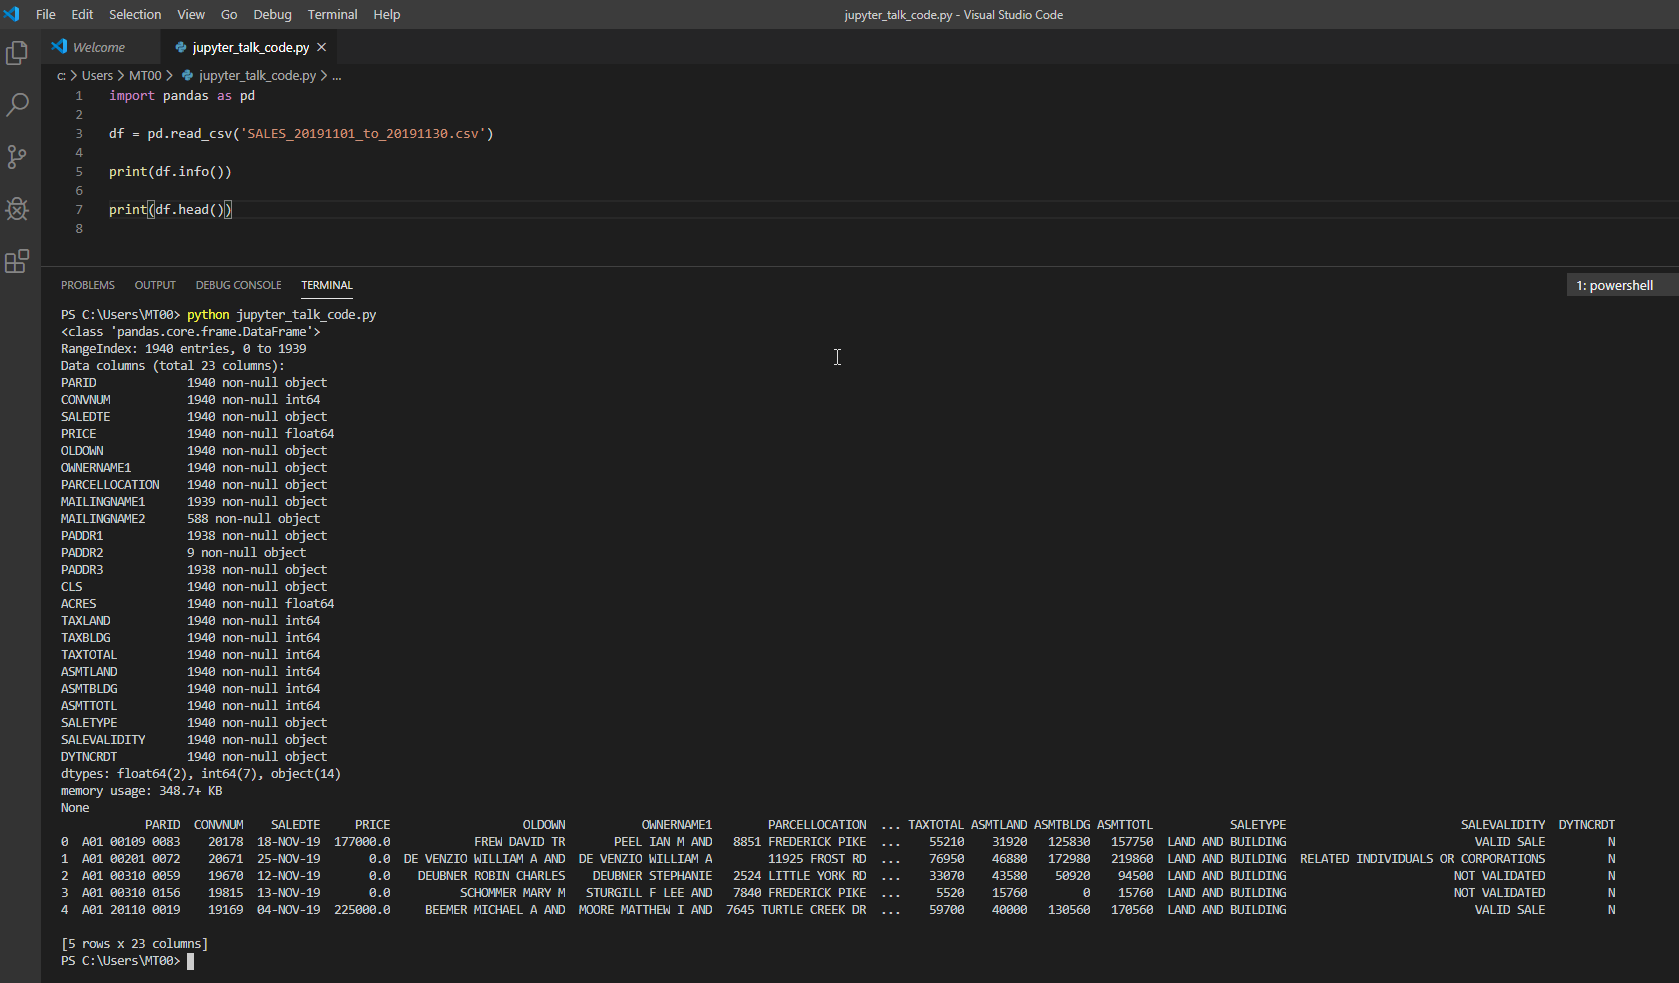 File Edit Selection View Go Debug Terminal Help jupyter_talk_code.py - Visual Studio Code
Welcome jupyter_talk_code.py ×
c: > Users > MT00 > jupyter_talk_code.py > ...
1 import pandas as pd
2
3 df = pd.read_csv('SALES_20191101_to_20191130.csv')
4
5 print(df.info())
6
7 print(df.head())
8
PROBLEMS OUTPUT DEBUG CONSOLE TERMINAL 1: powershell
PS C:\Users\MT00> python jupyter_talk_code.py
<class 'pandas.core.frame.DataFrame'>
RangeIndex: 1940 entries, 0 to 1939
Data columns (total 23 columns):
PARID 1940 non-null object
CONVNUM 1940 non-null int64
SALEDTE 1940 non-null object
PRICE 1940 non-null float64
OLDOWN 1940 non-null object
OWNERNAME1 1940 non-null object
PARCELLOCATION 1940 non-null object
MAILINGNAME1 1939 non-null object
MAILINGNAME2 588 non-null object
PADDR1 1938 non-null object
PADDR2 9 non-null object
PADDR3 1938 non-null object
CLS 1940 non-null object
ACRES 1940 non-null float64
TAXLAND 1940 non-null int64
TAXBLDG 1940 non-null int64
TAXTOTAL 1940 non-null int64
ASMTLAND 1940 non-null int64
ASMTBLDG 1940 non-null int64
ASMTTOTL 1940 non-null int64
SALETYPE 1940 non-null object
SALEVALIDITY 1940 non-null object
DYTNCRDT 1940 non-null object
dtypes: float64(2), int64(7), object(14)
memory usage: 348.7+ KB
None
PARID CONVNUM SALEDTE PRICE OLDOWN OWNERNAME1 PARCELLOCATION ... TAXTOTAL ASMTLAND ASMTBLDG ASMTTOTL SALETYPE SALEVALIDITY DYTNCRDT
0 A01 00109 0083 20178 18-NOV-19 177000.0 FREW DAVID TR PEEL IAN M AND 8851 FREDERICK PIKE ... 55210 31920 125830 157750 LAND AND BUILDING VALID SALE N
1 A01 00201 0072 20671 25-NOV-19 0.0 DE VENZIO WILLIAM A AND DE VENZIO WILLIAM A 11925 FROST RD ... 76950 46880 172980 219860 LAND AND BUILDING RELATED INDIVIDUALS OR CORPORATIONS N
2 A01 00310 0059 19670 12-NOV-19 0.0 DEUBNER ROBIN CHARLES DEUBNER STEPHANIE 2524 LITTLE YORK RD ... 33070 43580 50920 94500 LAND AND BUILDING NOT VALIDATED N
3 A01 00310 0156 19815 13-NOV-19 0.0 SCHOMMER MARY M STURGILL F LEE AND 7840 FREDERICK PIKE ... 5520 15760 0 15760 LAND AND BUILDING NOT VALIDATED N
4 A01 20110 0019 19169 04-NOV-19 225000.0 BEEMER MICHAEL A AND MOORE MATTHEW I AND 7645 TURTLE CREEK DR ... 59700 40000 130560 170560 LAND AND BUILDING VALID SALE N
[5 rows x 23 columns]
PS C:\Users\MT00>